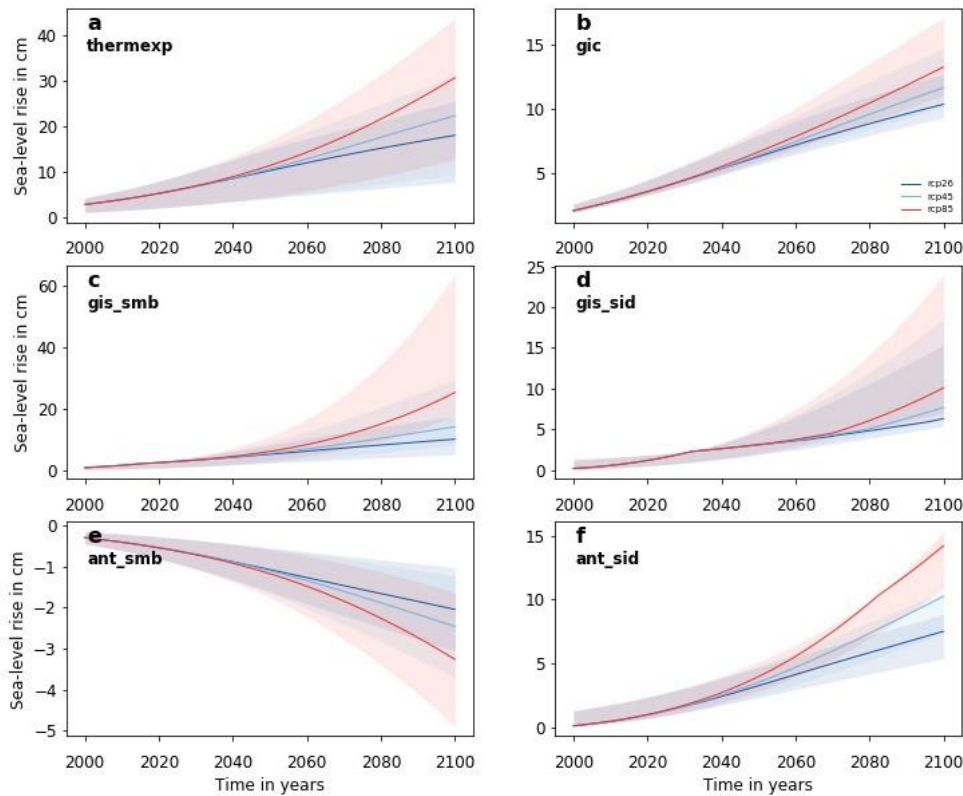 a
thermexp
Sea-level rise in cm
40
30
20
10
0
2000 2020 2040 2060 2080 2100
b
gic
15
10
5
rcp26
rcp45
rcp85
2000 2020 2040 2060 2080 2100
c
gis_smb
Sea-level rise in cm
60
40
20
0
2000 2020 2040 2060 2080 2100
d
gis_sid
25
20
15
10
5
0
2000 2020 2040 2060 2080 2100
e
ant_smb
Sea-level rise in cm
0
−1
−2
−3
−4
−5
2000 2020 2040 2060 2080 2100
Time in years
f
ant_sid
15
10
5
0
2000 2020 2040 2060 2080 2100
Time in years